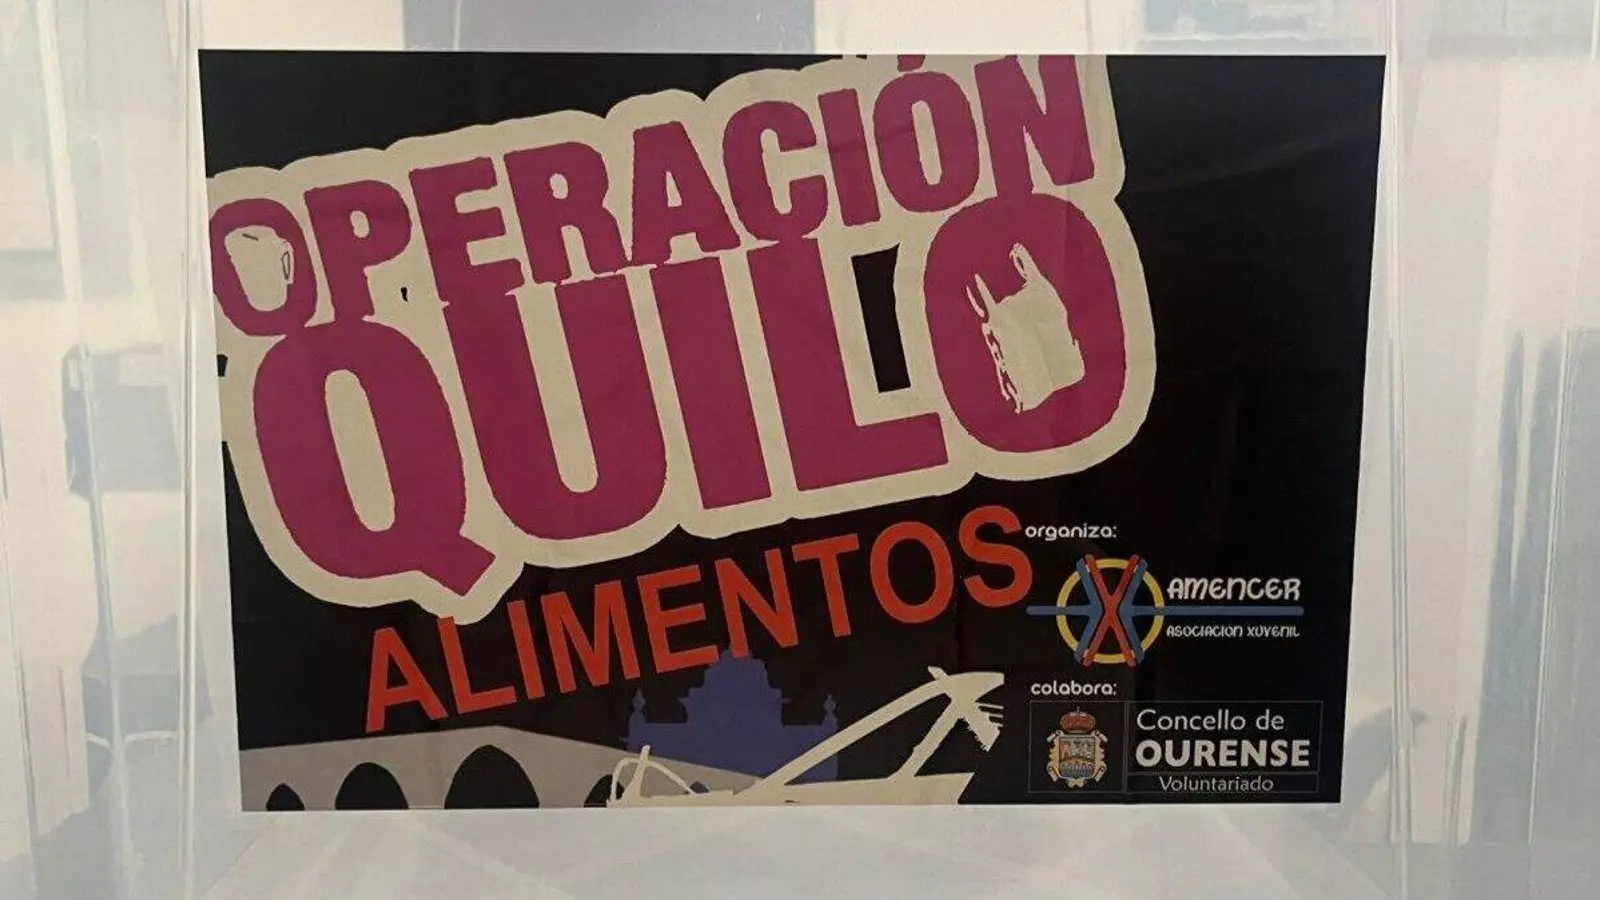 OPERACIÓN
QUILO
ALIMENTOS
organiza:
AMENCER
ASOCIACION XUVENIL
colabora:
Concello de
OURENSE
Voluntariado